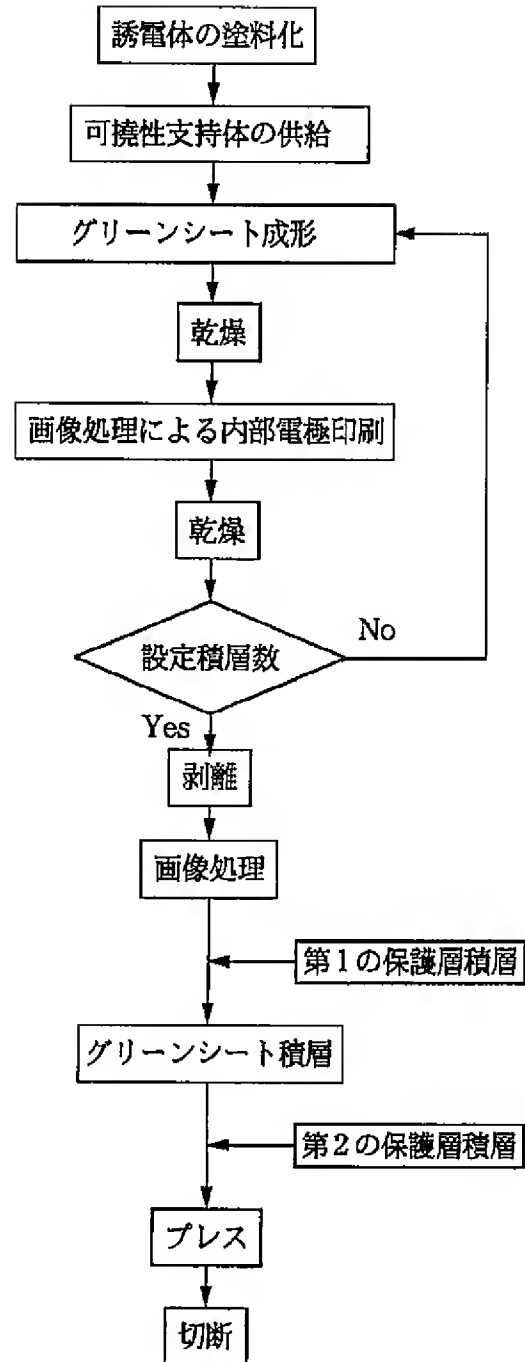 誘電体の塗料化
可撓性支持体の供給
グリーンシート成形
乾燥
画像処理による内部電極印刷
乾燥
設定積層数
No
Yes
剥離
画像処理
第1の保護層積層
グリーンシート積層
第2の保護層積層
プレス
切断